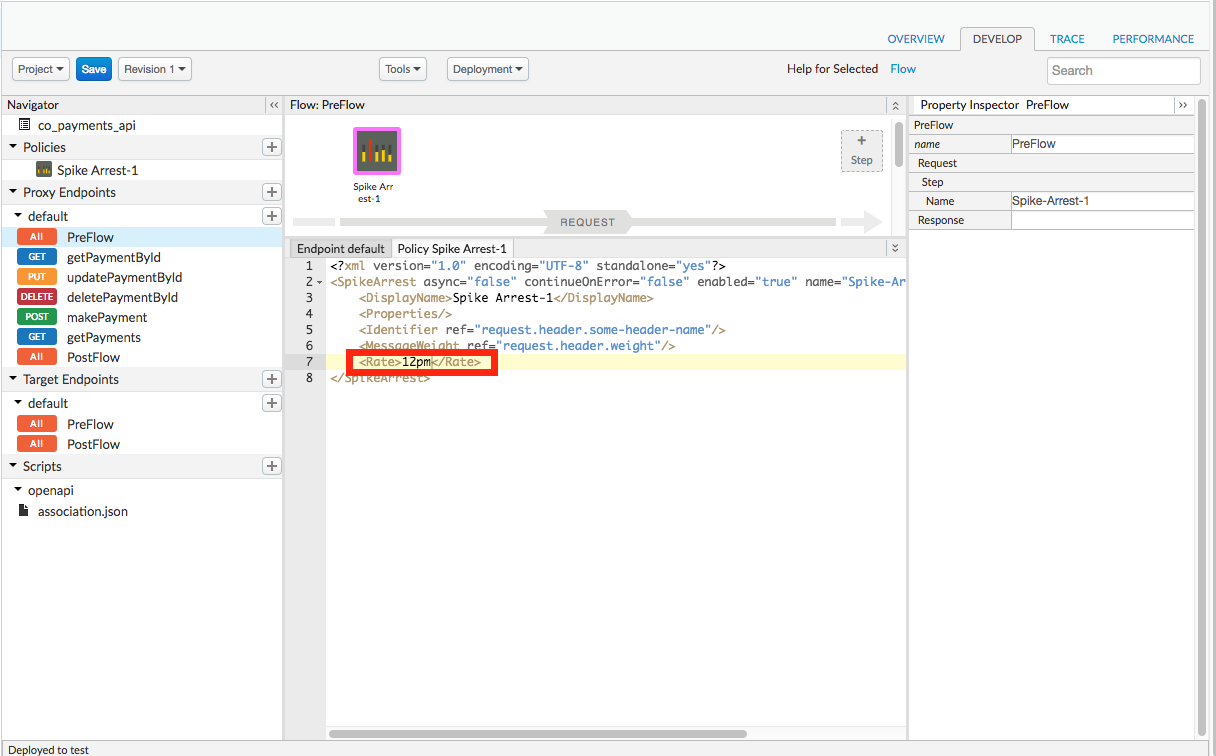 OVERVIEW DEVELOP TRACE PERFORMANCE
Project Save Revision 1 Tools Deployment Help for Selected Flow Search
Navigator
co_payments_api
Policies
Spike Arrest-1
Proxy Endpoints
default
All PreFlow
GET getPaymentById
PUT updatePaymentById
DELETE deletePaymentById
POST makePayment
GET getPayments
All PostFlow
Target Endpoints
default
All PreFlow
All PostFlow
Scripts
openapi
association.json
Flow: PreFlow
Spike Arr
est-1
+
Step
REQUEST
Endpoint default Policy Spike Arrest-1
1 <?xml version="1.0" encoding="UTF-8" standalone="yes"?>
2 <SpikeArrest async="false" continueOnError="false" enabled="true" name="Spike-Ar
3 <DisplayName>Spike Arrest-1</DisplayName>
4 <Properties/>
5 <Identifier ref="request.header.some-header-name"/>
6 <MessageWeight ref="request.header.weight"/>
7 <Rate>12pm</Rate>
8 </SpikeArrest>
Property Inspector PreFlow
PreFlow
name PreFlow
Request
Step
Name Spike-Arrest-1
Response
Deployed to test